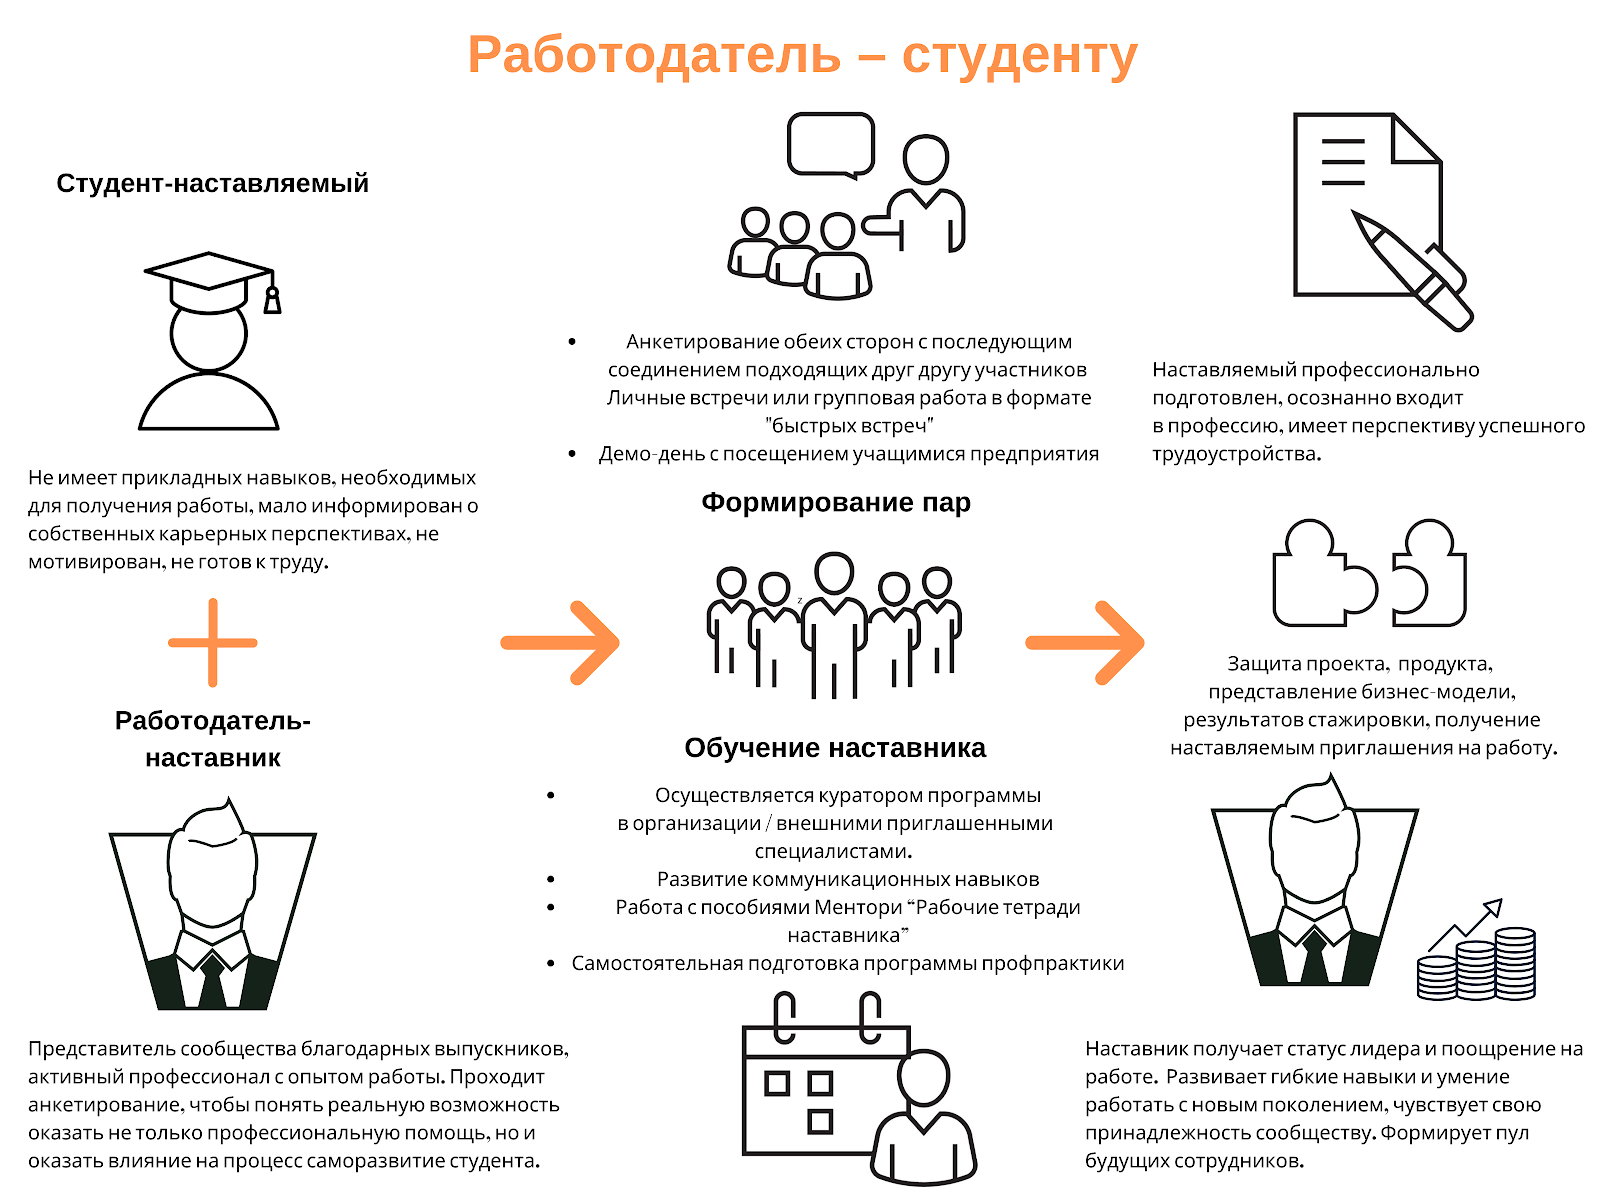 Работодатель – студенту
Студент-наставляемый
Не имеет прикладных навыков, необходимых
для получения работы, мало информирован о
собственных карьерных перспективах, не
мотивирован, не готов к труду.
Работодатель-
наставник
Представитель сообщества благодарных выпускников,
активный профессионал с опытом работы. Проходит
анкетирование, чтобы понять реальную возможность
оказать не только профессиональную помощь, но и
оказать влияние на процесс саморазвитие студента.
• Анкетирование обеих сторон с последующим
соединением подходящих друг другу участников
Личные встречи или групповая работа в формате
"быстрых встреч"
• Демо-день с посещением учащимися предприятия
Формирование пар
z
Обучение наставника
• Осуществляется куратором программы
в организации / внешними приглашенными
специалистами.
• Развитие коммуникационных навыков
• Работа с пособиями Ментори “Рабочие тетради
наставника”
• Самостоятельная подготовка программы профпрактики
Наставляемый профессионально
подготовлен, осознанно входит
в профессию, имеет перспективу успешного
трудоустройства.
Защита проекта, продукта,
представление бизнес-модели,
результатов стажировки, получение
наставляемым приглашения на работу.
Наставник получает статус лидера и поощрение на
работе. Развивает гибкие навыки и умение
работать с новым поколением, чувствует свою
принадлежность сообществу. Формирует пул
будущих сотрудников.